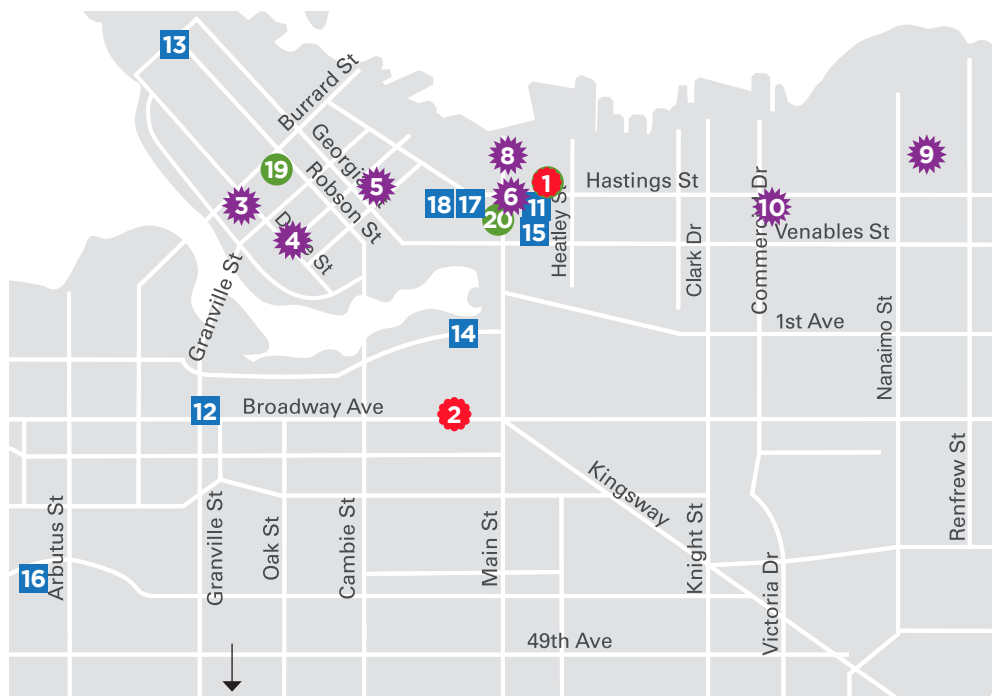 13
Burrard St
Georgia St
Robson St
19
5
3
4
8
1
6
9
Hastings St
18
17
11
20
15
10
Heatley St
Venables St
Clark Dr
Commercial Dr
Granville St
14
1st Ave
Nanaimo St
12
Broadway Ave
2
Kingsway
Renfrew St
16
Arbutus St
Granville St
Oak St
Cambie St
Main St
Knight St
Victoria Dr
49th Ave